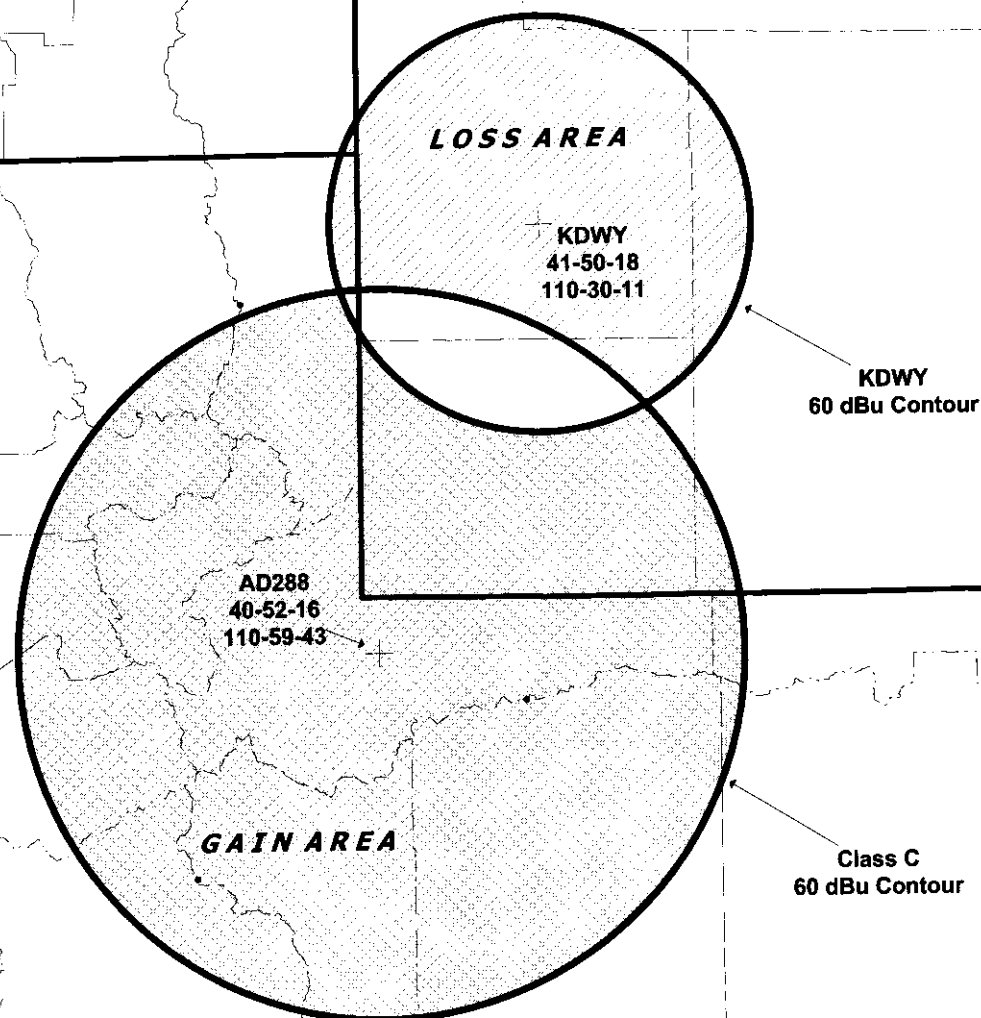 LOSS AREA
KDWY
41-50-18
110-30-11
KDWY
60 dBu Contour
AD288
40-52-16
110-59-43
GAIN AREA
Class C
60 dBu Contour